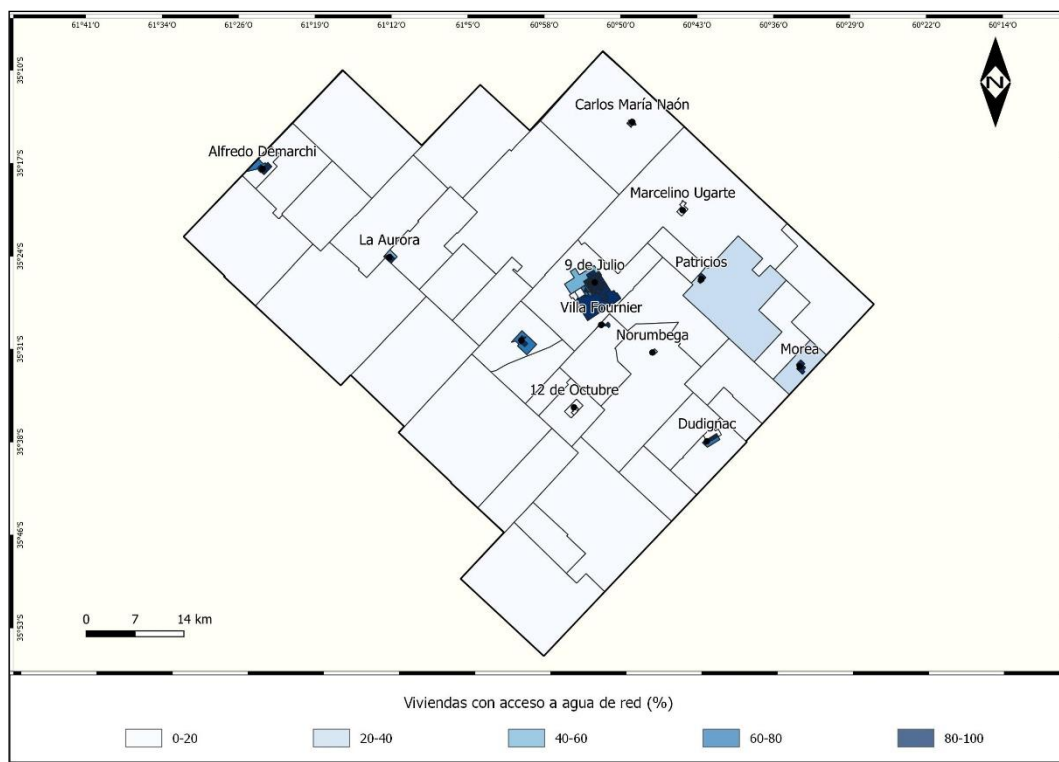 61°41'O 61°34'O 61°26'O 61°19'O 61°12'O 61°5'O 60°58'O 60°50'O 60°43'O 60°36'O 60°29'O 60°22'O 60°14'O
35°10'S
N
Carlos María Naón
Alfredo Demarchi
35°17'S
Marcelino Ugarte
La Aurora
35°24'S
9 de Julio
Patricios
Villa Fournier
Norumbega
35°31'S
Morea
12 de Octubre
Dudignac
35°38'S
35°46'S
0 7 14 km
35°53'S
Viviendas con acceso a agua de red (%)
0-20 20-40 40-60 60-80 80-100